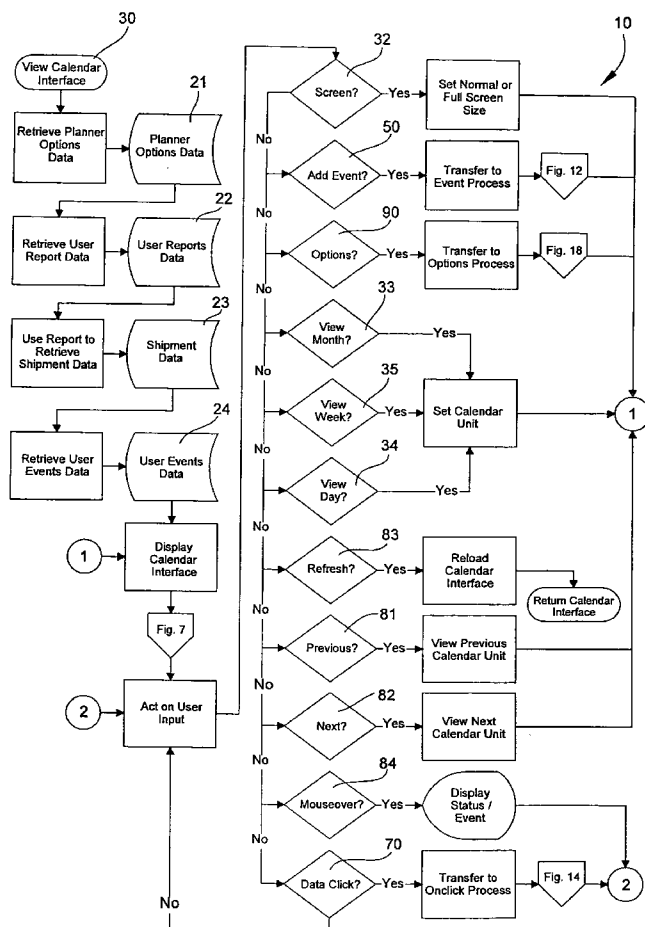 30
View Calendar
Interface
21
Retrieve Planner
Options Data
Planner
Options Data
22
Retrieve User
Report Data
User Reports
Data
23
Use Report to
Retrieve Shipment Data
Shipment
Data
24
Retrieve User
Events Data
User Events
Data
1
Display
Calendar
Interface
Fig. 7
2
Act on User
Input
No
10
32
Screen?
Yes
Set Normal or
Full Screen
Size
No
50
Add Event?
Yes
Transfer to
Event Process
Fig. 12
No
90
Options?
Yes
Transfer to
Options Process
Fig. 18
No
33
View
Month?
Yes
No
35
View
Week?
Yes
Set Calendar
Unit
1
No
34
View
Day?
Yes
No
83
Refresh?
Yes
Reload
Calendar
Interface
Return Calendar
Interface
No
81
Previous?
Yes
View Previous
Calendar Unit
No
82
Next?
Yes
View Next
Calendar Unit
No
84
Mouseover?
Yes
Display
Status /
Event
No
70
Data Click?
Yes
Transfer to
Onclick Process
Fig. 14
2